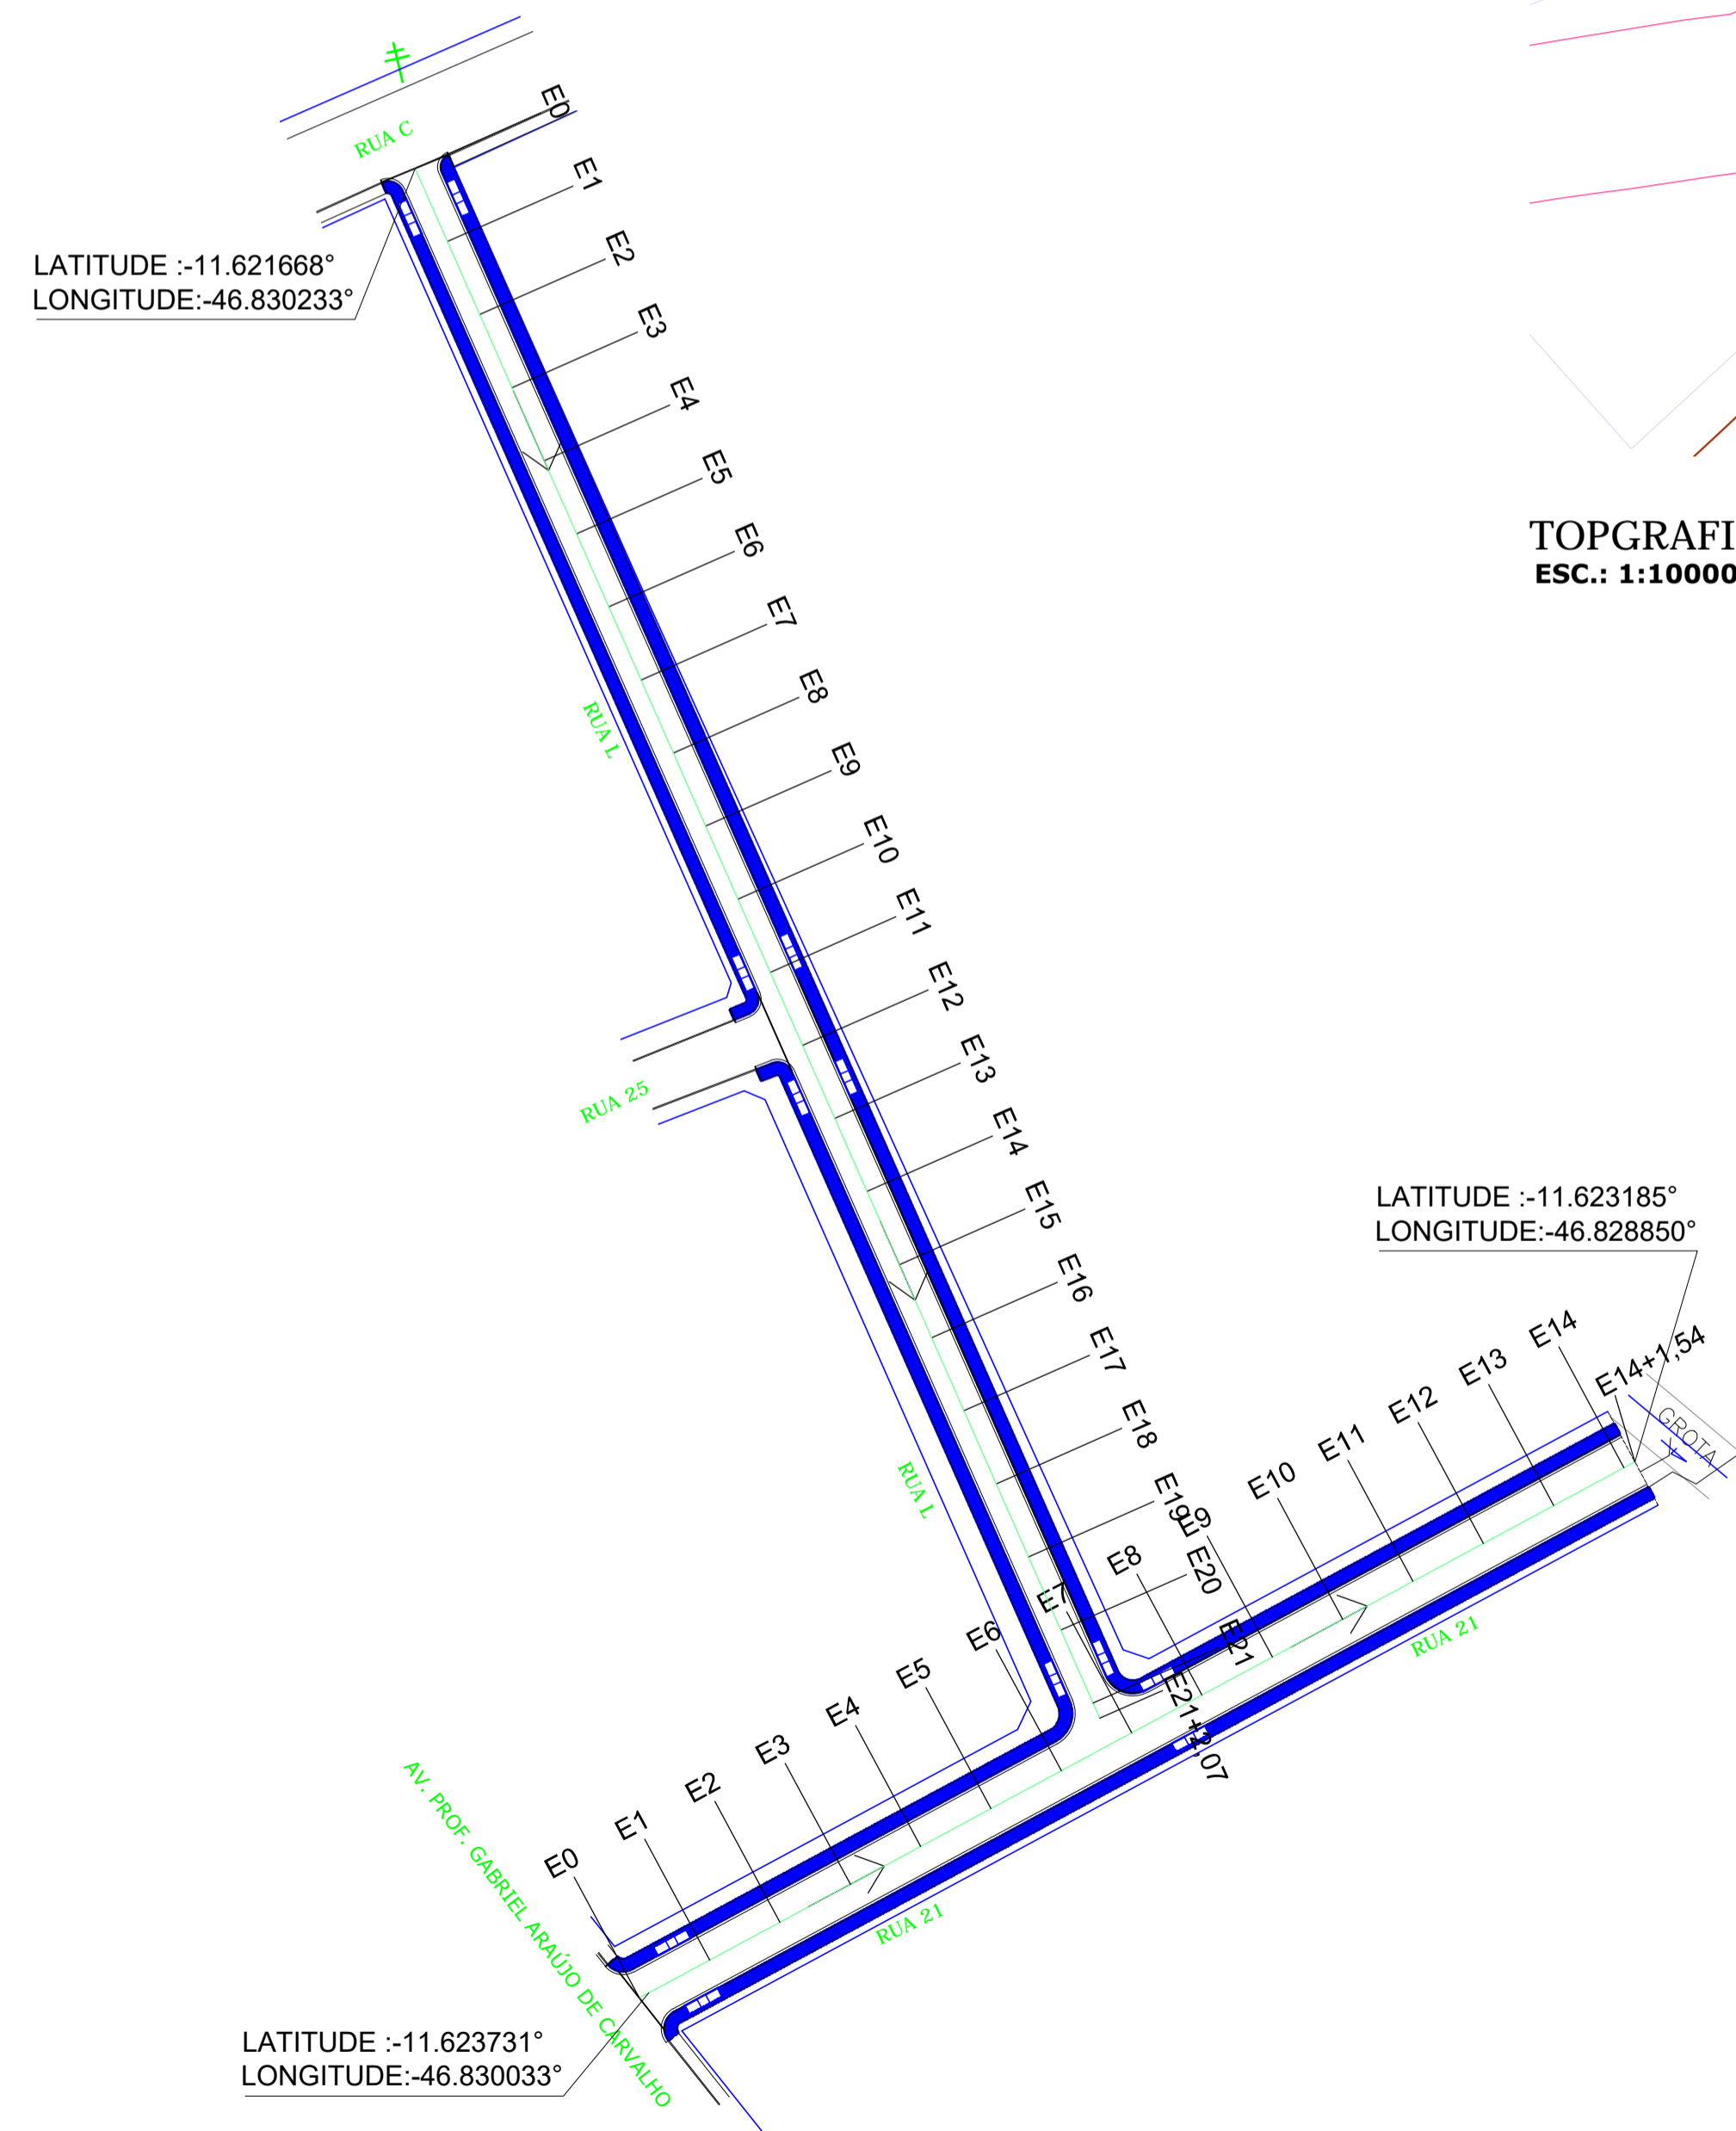 RUA C
E0
E1
E2
LATITUDE :-11.621668°
LONGITUDE:-46.830233°
E3
E4
E5
TOPGRAFI
ESC.: 1:10000
E6
E7
E8
RUA L
E9
E10
E11
E12
E13
RUA 25
E14
E15
LATITUDE :-11.623185°
LONGITUDE:-46.828850°
E16
E17
E18
RUA L
E19
E20
E21
E21+2,07
E0
E1
E2
E3
E4
E5
E6
E7
E8
E9
E10
E11
E12
E13
E14
E14+1,54
GROTA
RUA 21
RUA 21
AV. PROF. GABRIEL ARAÚJO DE CARVALHO
LATITUDE :-11.623731°
LONGITUDE:-46.830033°